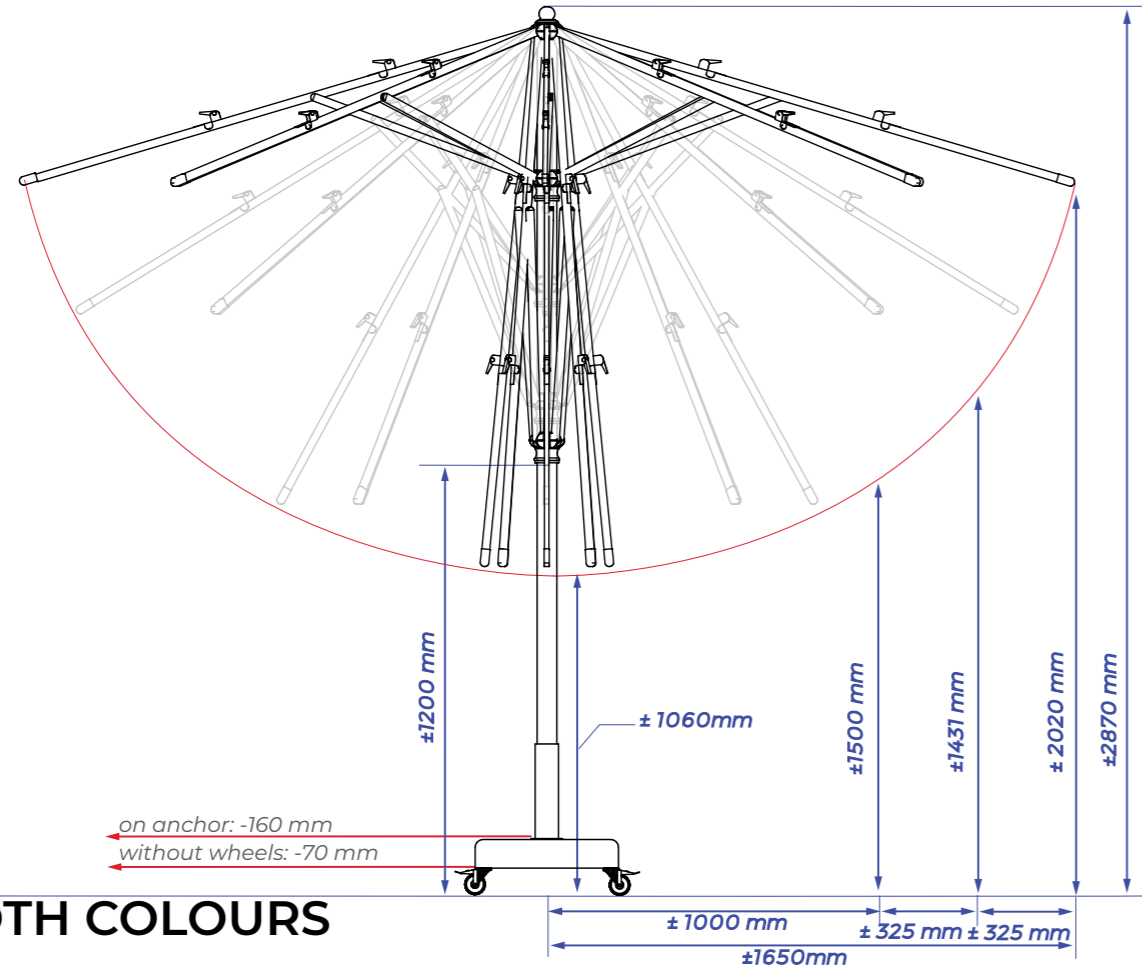 ±1200 mm
± 1060mm
±1500 mm
±1431 mm
± 2020 mm
±2870 mm
on anchor: -160 mm
without wheels: -70 mm
OTH COLOURS
± 1000 mm
± 325 mm
± 325 mm
±1650mm